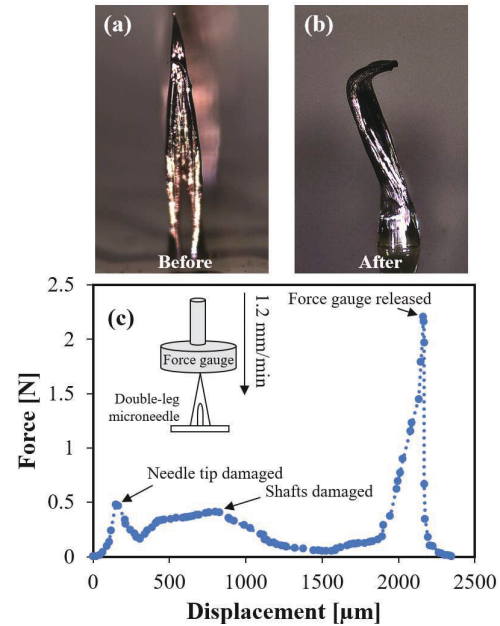 (a)
Before
(b)
After
2.5
2
1.5
1
0.5
0
Force [N]
(c)
Force gauge
1.2 mm/min
Double-leg
microneedle
Force gauge released
Needle tip damaged
Shafts damaged
0
500
1000
1500
2000
2500
Displacement [µm]